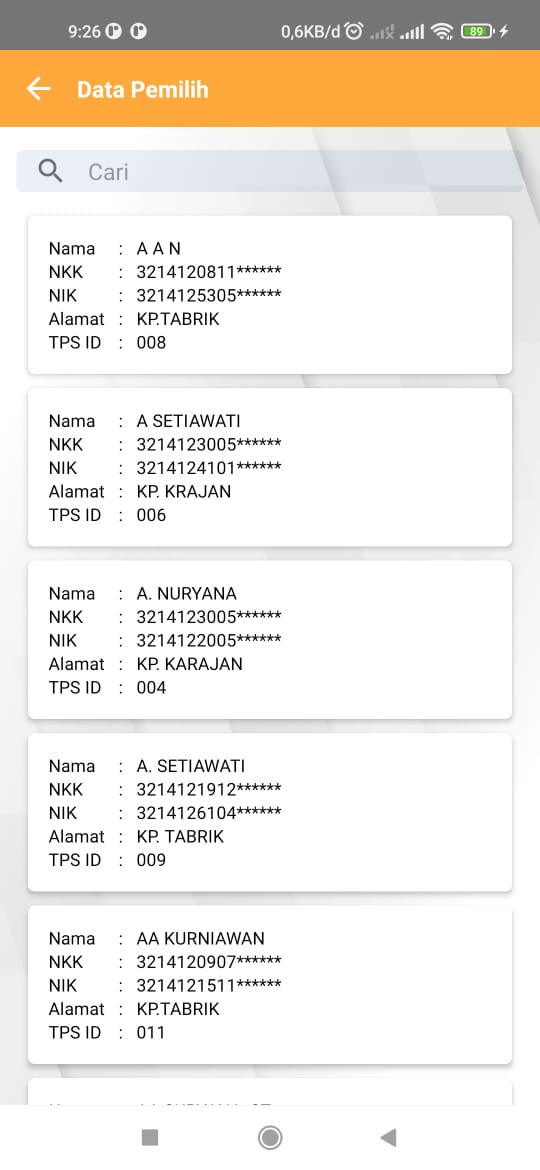 9:26 0,6KB/d 89
Data Pemilih
Cari
Nama : A A N
NKK : 3214120811******
NIK : 3214125305******
Alamat : KP.TABRIK
TPS ID : 008
Nama : A SETIAWATI
NKK : 3214123005******
NIK : 3214124101******
Alamat : KP. KRAJAN
TPS ID : 006
Nama : A. NURYANA
NKK : 3214123005******
NIK : 3214122005******
Alamat : KP. KARAJAN
TPS ID : 004
Nama : A. SETIAWATI
NKK : 3214121912******
NIK : 3214126104******
Alamat : KP. TABRIK
TPS ID : 009
Nama : AA KURNIAWAN
NKK : 3214120907******
NIK : 3214121511******
Alamat : KP.TABRIK
TPS ID : 011